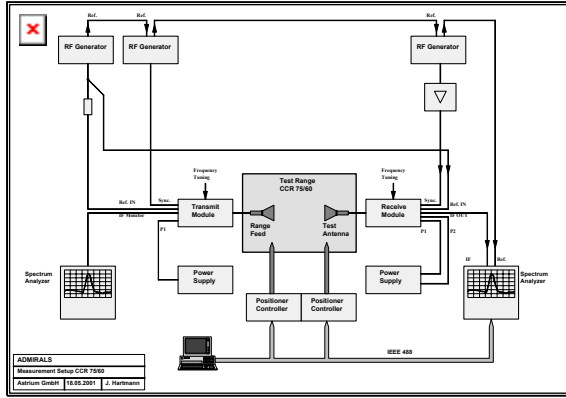 Ref.
Ref.
Ref.
RF Generator
RF Generator
RF Generator
Frequency
Tuning
Test Range
CCR 75/60
Frequency
Tuning
Ref. IN
Sync.
Transmit
Module
Range
Feed
Test
Antenna
Receive
Module
Sync.
Ref. IN
IF Monitor
IF OUT
P1
P1
P2
Spectrum
Analyzer
Power
Supply
Power
Supply
IF
Ref.
Spectrum
Analyzer
Positioner
Controller
Positioner
Controller
IEEE 488
ADMIRALS
Measurement Setup CCR 75/60
Astrium GmbH 18.05.2001 J. Hartmann